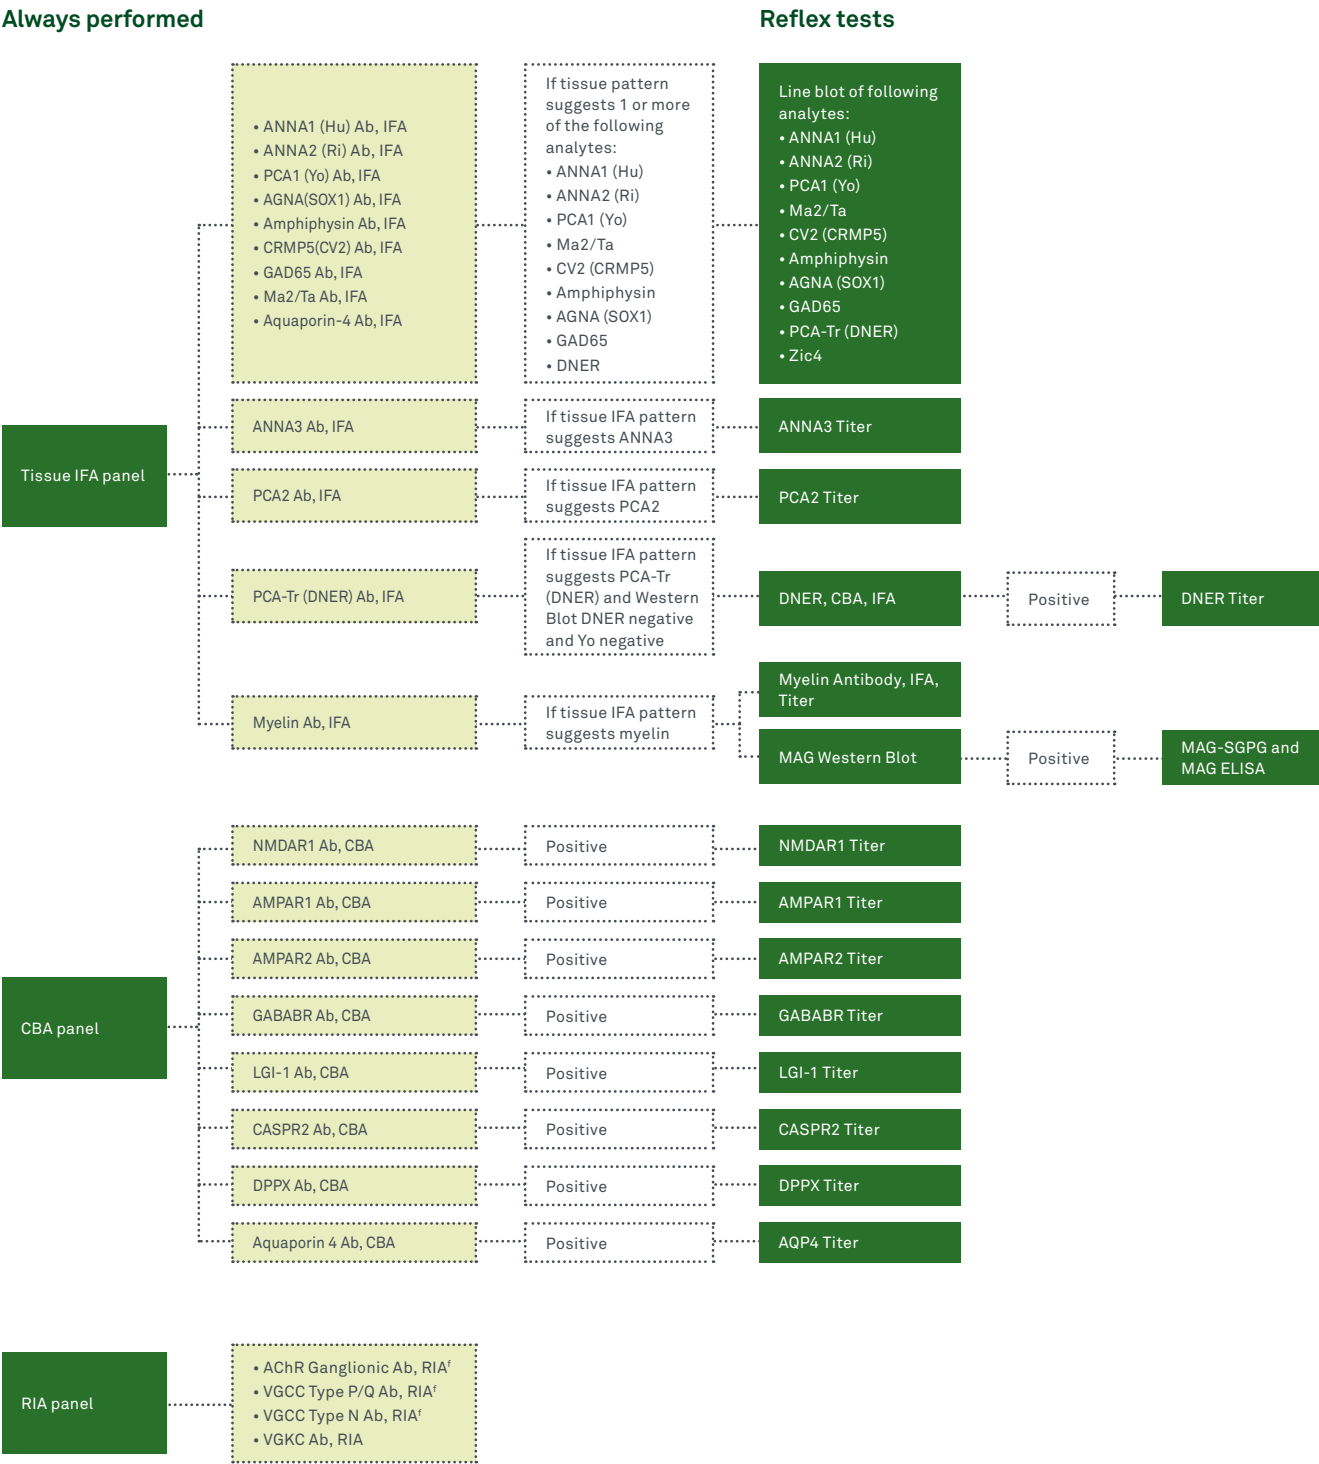 Always performed
Reflex tests
Tissue IFA panel
• ANNA1 (Hu) Ab, IFA
• ANNA2 (Ri) Ab, IFA
• PCA1 (Yo) Ab, IFA
• AGNA(SOX1) Ab, IFA
• Amphiphysin Ab, IFA
• CRMP5(CV2) Ab, IFA
• GAD65 Ab, IFA
• Ma2/Ta Ab, IFA
• Aquaporin-4 Ab, IFA
If tissue pattern
suggests 1 or more
of the following
analytes:
• ANNA1 (Hu)
• ANNA2 (Ri)
• PCA1 (Yo)
• Ma2/Ta
• CV2 (CRMP5)
• Amphiphysin
• AGNA (SOX1)
• GAD65
• DNER
Line blot of following
analytes:
• ANNA1 (Hu)
• ANNA2 (Ri)
• PCA1 (Yo)
• Ma2/Ta
• CV2 (CRMP5)
• Amphiphysin
• AGNA (SOX1)
• GAD65
• PCA-Tr (DNER)
• Zic4
ANNA3 Ab, IFA
If tissue IFA pattern
suggests ANNA3
ANNA3 Titer
PCA2 Ab, IFA
If tissue IFA pattern
suggests PCA2
PCA2 Titer
PCA-Tr (DNER) Ab, IFA
If tissue IFA pattern
suggests PCA-Tr
(DNER) and Western
Blot DNER negative
and Yo negative
DNER, CBA, IFA
Positive
DNER Titer
Myelin Ab, IFA
If tissue IFA pattern
suggests myelin
Myelin Antibody, IFA,
Titer
MAG Western Blot
Positive
MAG-SGPG and
MAG ELISA
CBA panel
NMDAR1 Ab, CBA
Positive
NMDAR1 Titer
AMPAR1 Ab, CBA
Positive
AMPAR1 Titer
AMPAR2 Ab, CBA
Positive
AMPAR2 Titer
GABABR Ab, CBA
Positive
GABABR Titer
LGI-1 Ab, CBA
Positive
LGI-1 Titer
CASPR2 Ab, CBA
Positive
CASPR2 Titer
DPPX Ab, CBA
Positive
DPPX Titer
Aquaporin 4 Ab, CBA
Positive
AQP4 Titer
RIA panel
• AChR Ganglionic Ab, RIAᶠ
• VGCC Type P/Q Ab, RIAᶠ
• VGCC Type N Ab, RIAᶠ
• VGKC Ab, RIA